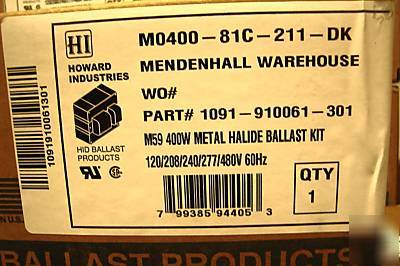 HI
HOWARD
INDUSTRIES
HID BALLAST
PRODUCTS
1091910061301
M0400-81C-211-DK
MENDENHALL WAREHOUSE
WO#
PART# 1091-910061-301
M59 400W METAL HALIDE BALLAST KIT
120/208/240/277/480V 60Hz
QTY
1
7 99385 94405 3
IN U.S.
BALLAST PRODUCTS